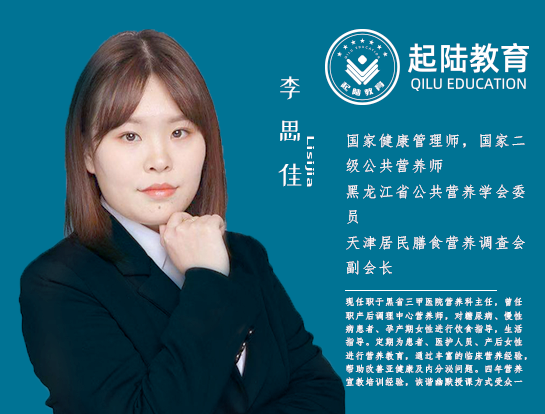 起陆教育
QILU EDUCATION
QILU EDUCATION
起陆教育
李思佳
Lisijia
国家健康管理师，国家二
级公共营养师
黑龙江省公共营养学会委
员
天津居民膳食营养调查会
副会长
现任职于黑省三甲医院营养科主任，曾任
职产后调理中心营养师，对糖尿病、慢性
病患者、孕产期女性进行饮食指导，生活
指导。定期为患者、医护人员、产后女性
进行营养教育，通过丰富的临床营养经验，
帮助改善亚健康及内分泌问题。四年营养
宣教培训经验，诙谐幽默授课方式受众一